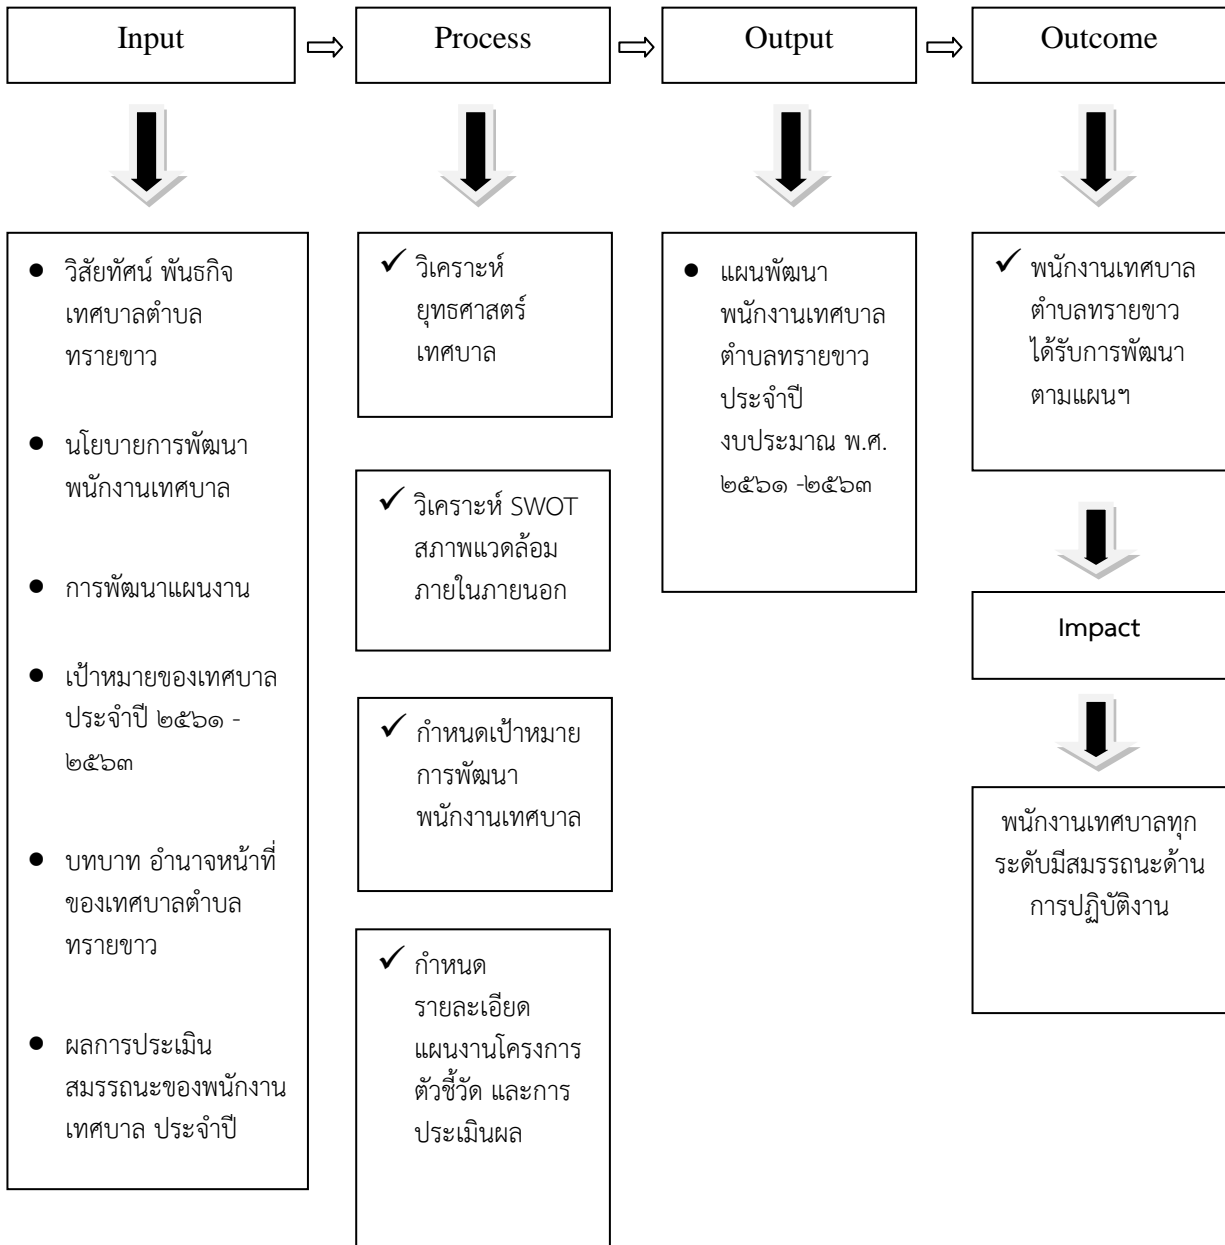 Input
Process
Output
Outcome
วิสัยทัศน์ พันธกิจ
เทศบาลตำบล
ทรายขาว
นโยบายการพัฒนา
พนักงานเทศบาล
การพัฒนาแผนงาน
เป้าหมายของเทศบาล
ประจำปี ๒๕๖๑ -
๒๕๖๓
บทบาท อำนาจหน้าที่
ของเทศบาลตำบล
ทรายขาว
ผลการประเมิน
สมรรถนะของพนักงาน
เทศบาล ประจำปี
วิเคราะห์
ยุทธศาสตร์
เทศบาล
วิเคราะห์ SWOT
สภาพแวดล้อม
ภายในภายนอก
กำหนดเป้าหมาย
การพัฒนา
พนักงานเทศบาล
กำหนด
รายละเอียด
แผนงานโครงการ
ตัวชี้วัด และการ
ประเมินผล
แผนพัฒนา
พนักงานเทศบาล
ตำบลทรายขาว
ประจำปี
งบประมาณ พ.ศ.
๒๕๖๑ -๒๕๖๓
พนักงานเทศบาล
ตำบลทรายขาว
ได้รับการพัฒนา
ตามแผนฯ
Impact
พนักงานเทศบาลทุก
ระดับมีสมรรถนะด้าน
การปฏิบัติงาน